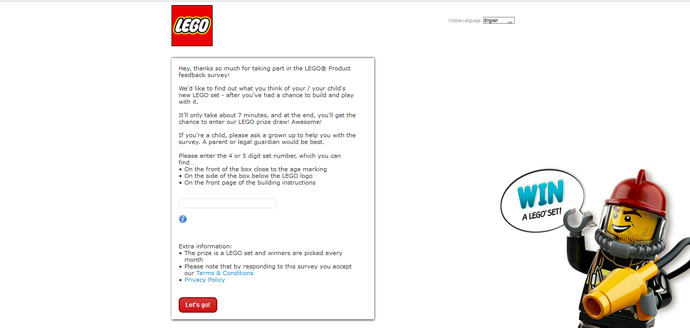 LEGO
Choose Language: English
Hey, thanks so much for taking part in the LEGO® Product
feedback survey!
We'd like to find out what you think of your / your child's
new LEGO set - after you've had a chance to build and play
with it.
It'll only take about 7 minutes, and at the end, you'll get the
chance to enter our LEGO prize draw! Awesome!
If you're a child, please ask a grown up to help you with the
survey. A parent or legal guardian would be best.
Please enter the 4 or 5 digit set number, which you can
find...
• On the front of the box close to the age marking
• On the side of the box below the LEGO logo
• On the front page of the building instructions
i
WIN
A LEGO® SET!
Extra information:
• The prize is a LEGO set and winners are picked every
month
• Please note that by responding to this survey you accept
our Terms & Conditions
• Privacy Policy
Let's go!